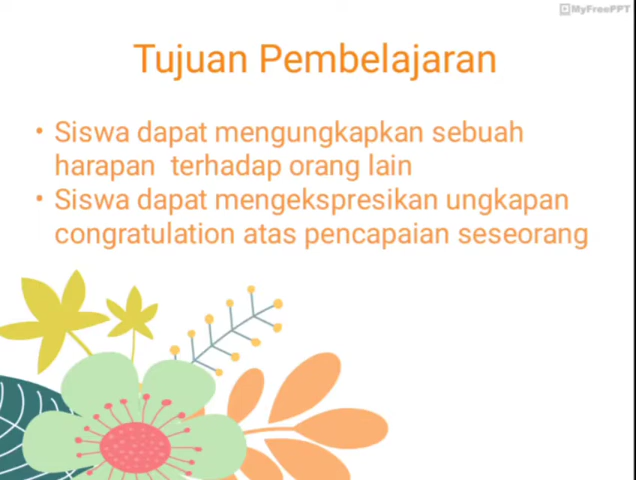 MyFreePPT
Tujuan Pembelajaran
• Siswa dapat mengungkapkan sebuah
harapan terhadap orang lain
• Siswa dapat mengekspresikan ungkapan
congratulation atas pencapaian seseorang